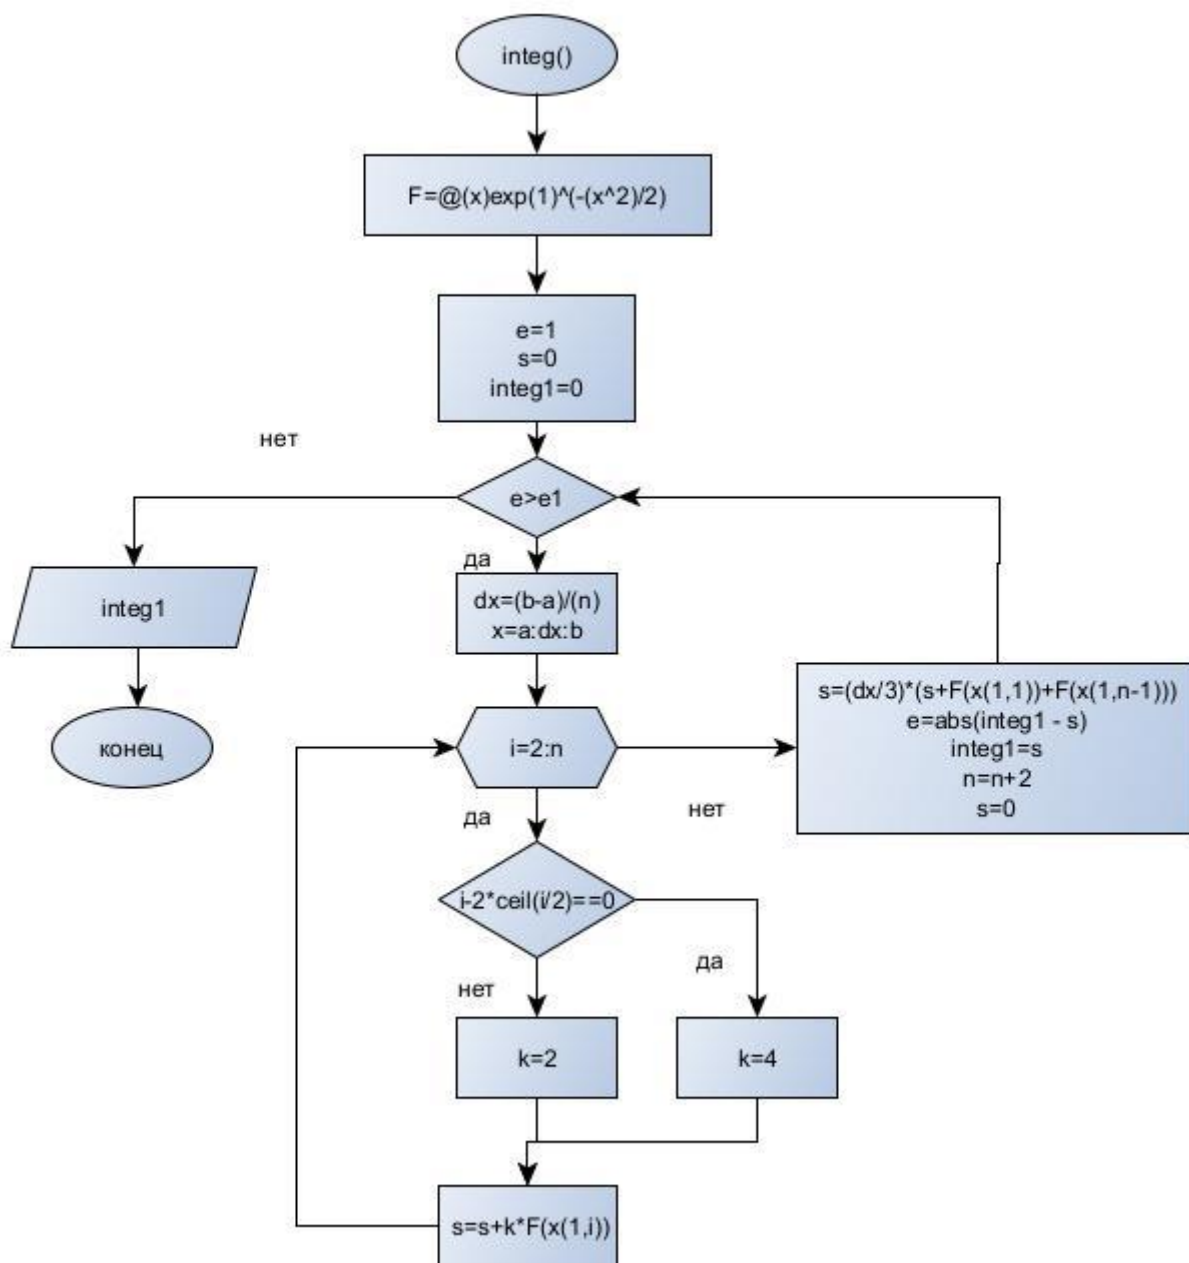 integ()
F=@(x)exp(1)^(-(x^2)/2)
e=1
s=0
integ1=0
нет
e>e1
да
integ1
dx=(b-a)/(n)
x=a:dx:b
s=(dx/3)*(s+F(x(1,1))+F(x(1,n-1)))
e=abs(integ1 - s)
integ1=s
n=n+2
s=0
конец
i=2:n
да
нет
i-2*ceil(i/2)==0
да
нет
k=2
k=4
s=s+k*F(x(1,i))